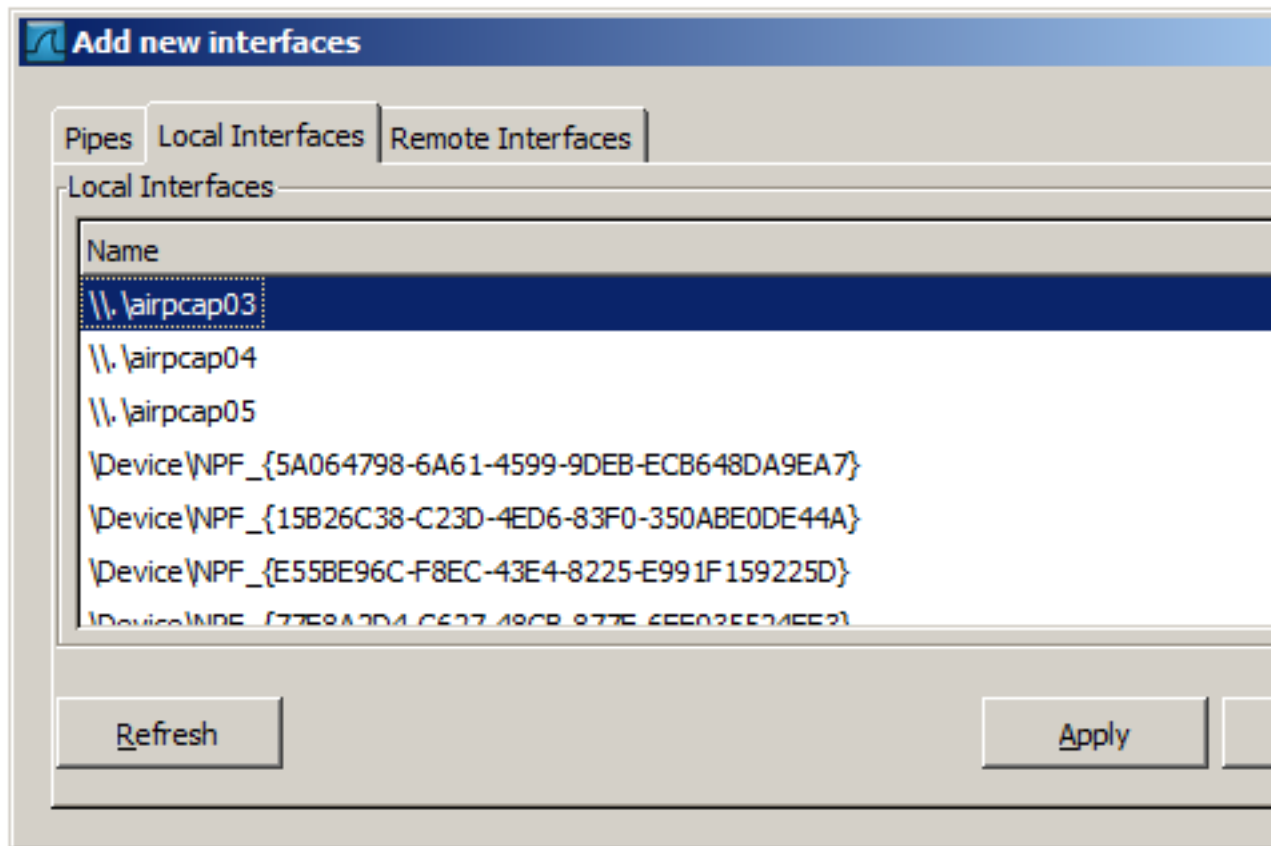 Add new interfaces
Pipes Local Interfaces Remote Interfaces
Local Interfaces
Name
\\.\airpcap03
\\.\airpcap04
\\.\airpcap05
\Device\NPF_{5A064798-6A61-4599-9DEB-ECB648DA9EA7}
\Device\NPF_{15B26C38-C23D-4ED6-83F0-350ABE0DE44A}
\Device\NPF_{E55BE96C-F8EC-43E4-8225-E991F159225D}
Refresh Apply